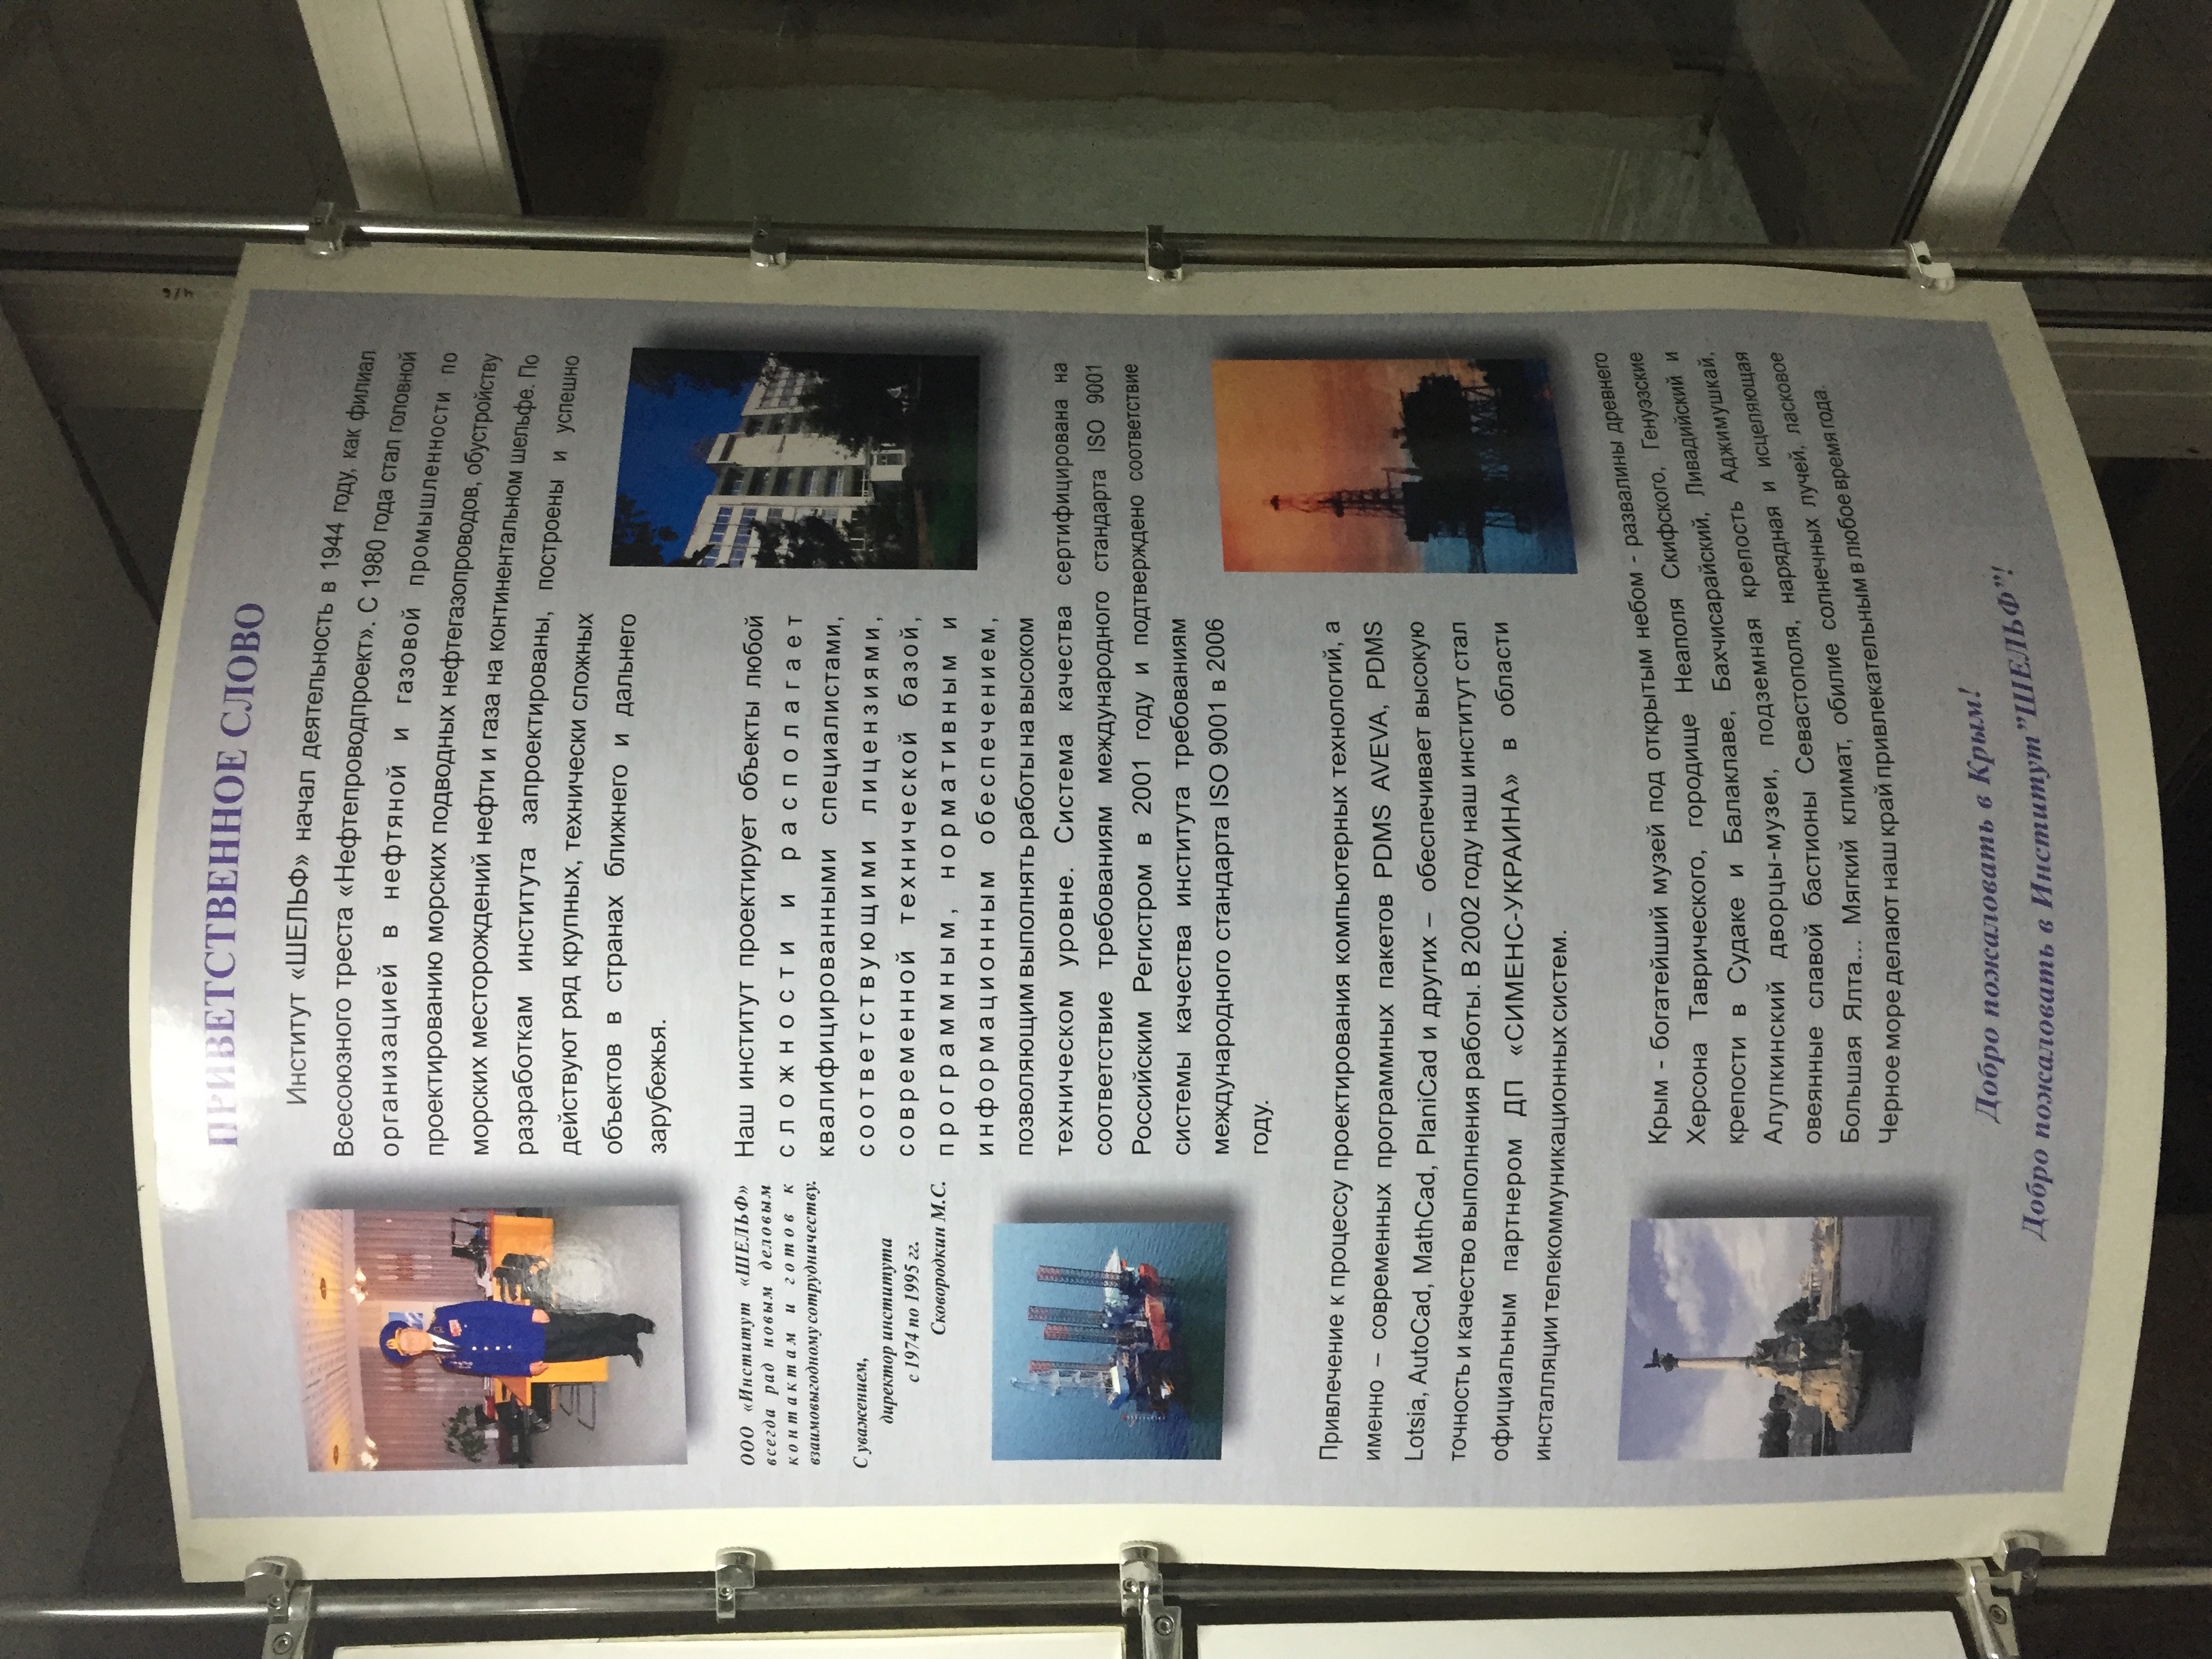 ПРИВЕТСТВЕННОЕ СЛОВО
Институт «ШЕЛЬФ» начал деятельность в 1944 году, как филиал
Всесоюзного треста «Нефтепроводпроект». С 1980 года стал головной
организацией в нефтяной и газовой промышленности по
проектированию морских подводных нефтегазопроводов, обустройству
морских месторождений нефти и газа на континентальном шельфе. По
разработкам института запроектированы, построены и успешно
действуют ряд крупных, технически сложных
объектов в странах ближнего и дальнего
зарубежья.
ООО «Институт «ШЕЛЬФ»
всегда рад новым деловым
контактам и готов к
взаимовыгодному сотрудничеству.
С уважением,
директор института
с 1974 по 1995 гг.
Сковородкин М.С.
Наш институт проектирует объекты любой
сложности и располагает
квалифицированными специалистами,
соответствующими лицензиями,
современной технической базой,
программным, нормативным и
информационным обеспечением,
позволяющим выполнять работы на высоком
техническом уровне. Система качества сертифицирована на
соответствие требованиям международного стандарта ISO 9001
Российским Регистром в 2001 году и подтверждено соответствие
системы качества института требованиям
международного стандарта ISO 9001 в 2006
году.
Привлечение к процессу проектирования компьютерных технологий, а
именно – современных программных пакетов PDMS AVEVA, PDMS
Lotsia, AutoCad, MathCad, PlaniCad и других – обеспечивает высокую
точность и качество выполнения работы. В 2002 году наш институт стал
официальным партнером ДП «СИМЕНС-УКРАИНА» в области
инсталляции телекоммуникационных систем.
Крым - богатейший музей под открытым небом - развалины древнего
Херсона Таврического, городище Неаполя Скифского, Генуэзские
крепости в Судаке и Балаклаве, Бахчисарайский, Ливадийский и
Алупкинский дворцы-музеи, подземная крепость Аджимушкай,
овеянные славой бастионы Севастополя, нарядная и исцеляющая
Большая Ялта... Мягкий климат, обилие солнечных лучей, ласковое
Черное море делают наш край привлекательным в любое время года.
Добро пожаловать в Крым!
Добро пожаловать в Институт"ШЕЛЬФ"!